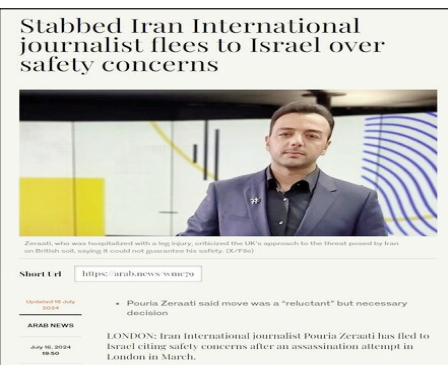 Stabbed Iran International
journalist flees to Israel over
safety concerns
Zeraati, who was hospitalized with a leg injury, criticized the UK's approach to the threat posed by Iran
on British soil, saying it could not guarantee his safety. (X/File)
Short Url
https://arab.news/wmc79
Updated 18 July
2024
ARAB NEWS
July 16, 2024
19:50
• Pouria Zeraati said move was a “reluctant” but necessary
decision
LONDON: Iran International journalist Pouria Zeraati has fled to
Israel citing safety concerns after an assassination attempt in
London in March.